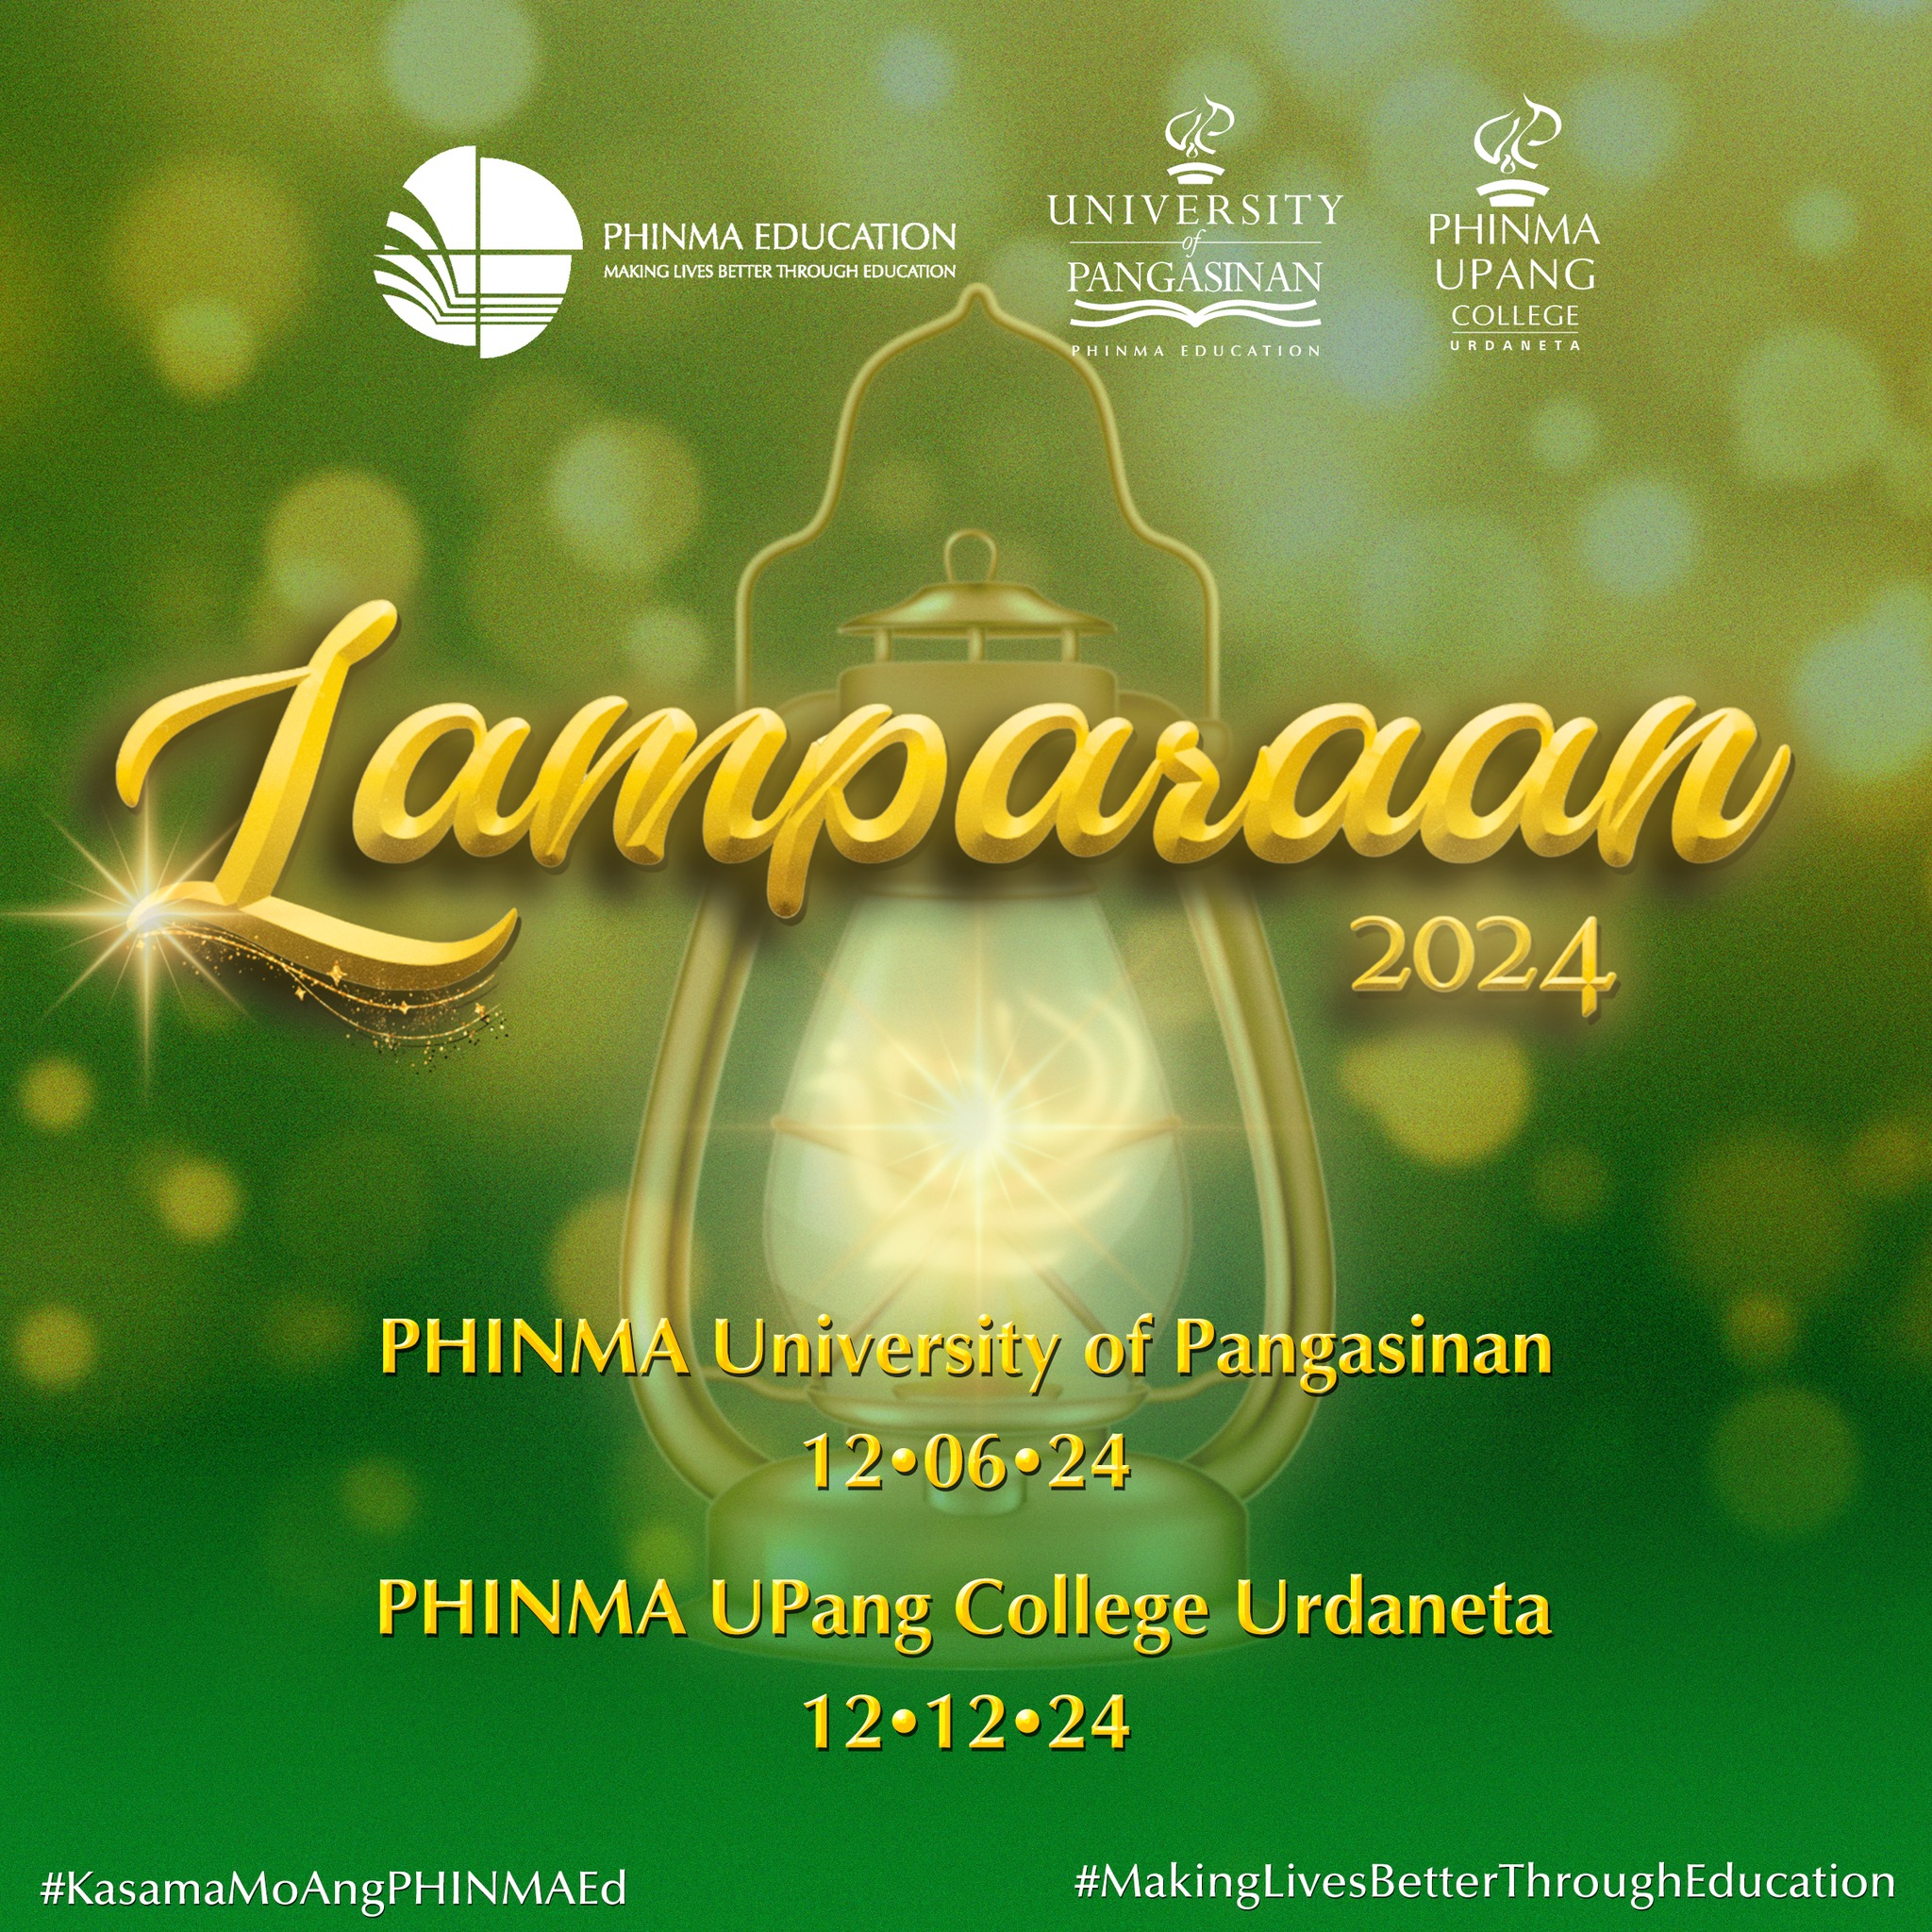 PHINMA EDUCATION
MAKING LIVES BETTER THROUGH EDUCATION
UNIVERSITY
of
PANGASINAN
PHINMA EDUCATION
PHINMA
UPANG
COLLEGE
URDANETA
Lamparaan
2024
PHINMA University of Pangasinan
12•06•24
PHINMA UPang College Urdaneta
12•12•24
#KasamaMoAngPHINMAEd
#MakingLivesBetterThroughEducation